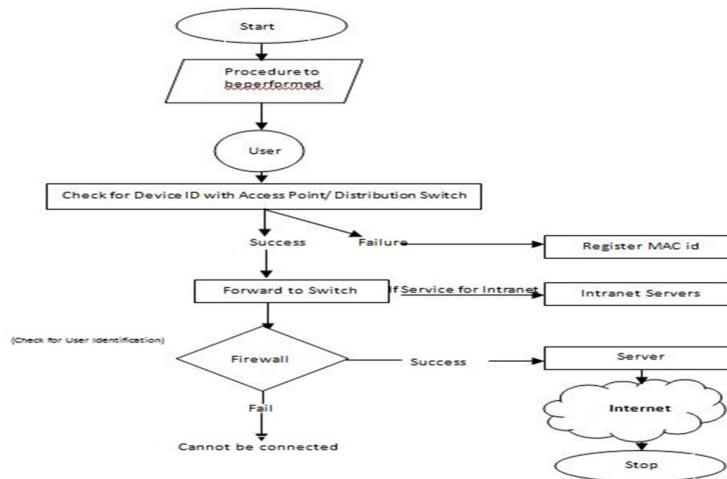 Start
Procedure to
beperformed
User
Check for Device ID with Access Point/ Distribution Switch
Success
Failure
Register MAC id
Forward to Switch
If Service for Intranet
Intranet Servers
(Check for User Identification)
Firewall
Success
Server
Fail
Internet
Cannot be connected
Stop